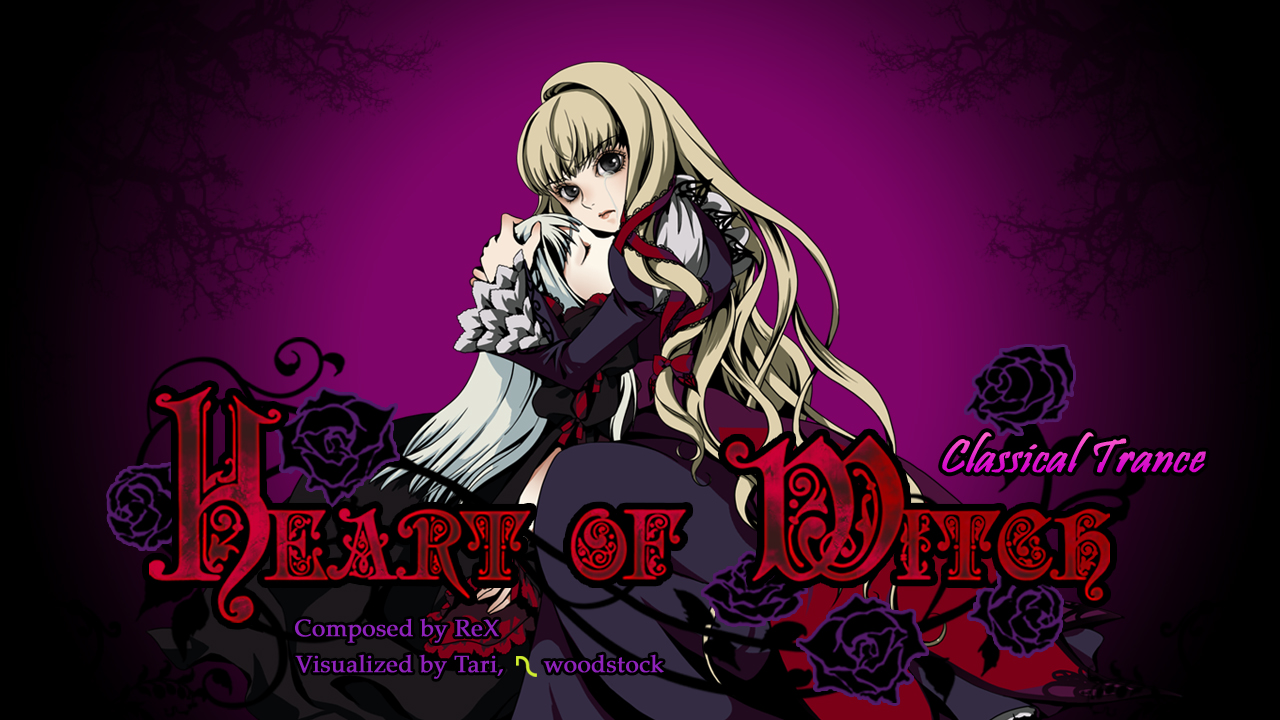 Classical Trance
Heart of Witch
Composed by ReX
Visualized by Tari, woodstock